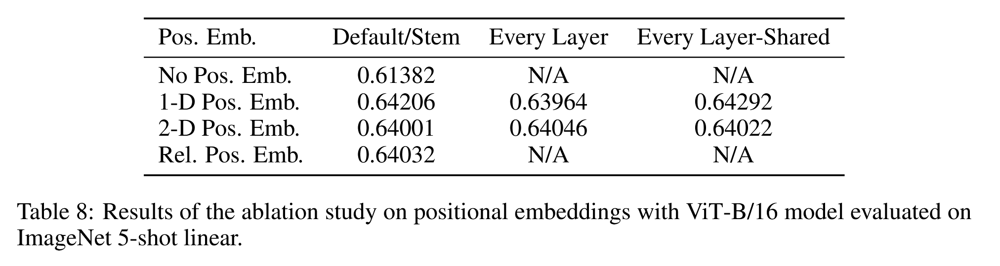 Pos. Emb. Default/Stem Every Layer Every Layer-Shared
No Pos. Emb. 0.61382 N/A N/A
1-D Pos. Emb. 0.64206 0.63964 0.64292
2-D Pos. Emb. 0.64001 0.64046 0.64022
Rel. Pos. Emb. 0.64032 N/A N/A
Table 8: Results of the ablation study on positional embeddings with ViT-B/16 model evaluated on
ImageNet 5-shot linear.